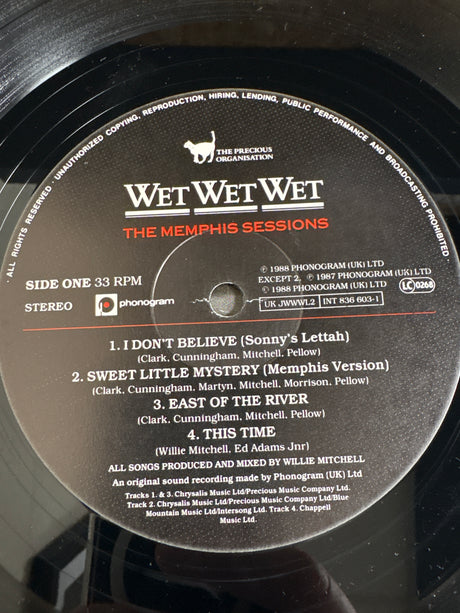 ALL RIGHTS RESERVED · UNAUTHORIZED COPYING, REPRODUCTION, HIRING, LENDING, PUBLIC PERFORMANCE AND BROADCASTING PROHIBITED.
THE PRECIOUS
ORGANISATION
WET WET WET
THE MEMPHIS SESSIONS
SIDE ONE 33 RPM
STEREO
phonogram
℗ 1988 PHONOGRAM (UK) LTD
EXCEPT 2, ℗ 1987 PHONOGRAM (UK) LTD
© 1988 PHONOGRAM (UK) LTD
UK JWWWL2 INT 836 603-1
LC 0268
1. I DON'T BELIEVE (Sonny's Lettah)
(Clark, Cunningham, Mitchell, Pellow)
2. SWEET LITTLE MYSTERY (Memphis Version)
(Clark, Cunningham, Martyn, Mitchell, Morrison, Pellow)
3. EAST OF THE RIVER
(Clark, Cunningham, Mitchell, Pellow)
4. THIS TIME
(Willie Mitchell, Ed Adams Jnr)
ALL SONGS PRODUCED AND MIXED BY WILLIE MITCHELL
An original sound recording made by Phonogram (UK) Ltd
Tracks 1. & 3. Chrysalis Music Ltd/Precious Music Company Ltd.
Track 2. Chrysalis Music Ltd/Precious Music Company Ltd/Blue
Mountain Music Ltd/Intersong Ltd. Track 4. Chappell
Music Ltd.